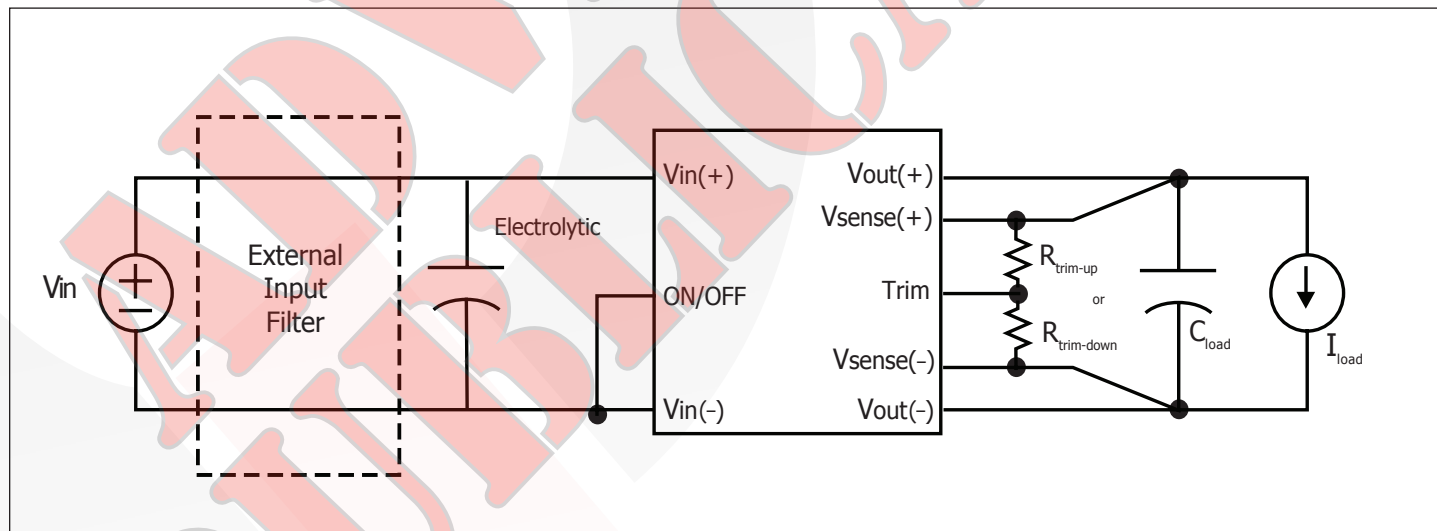 Vin
External
Input
Filter
Electrolytic
Vin(+)
ON/OFF
Vin(–)
Vout(+)
Vsense(+)
Trim
Vsense(–)
Vout(–)
Rtrim-up
or
Rtrim-down
Cload
Iload